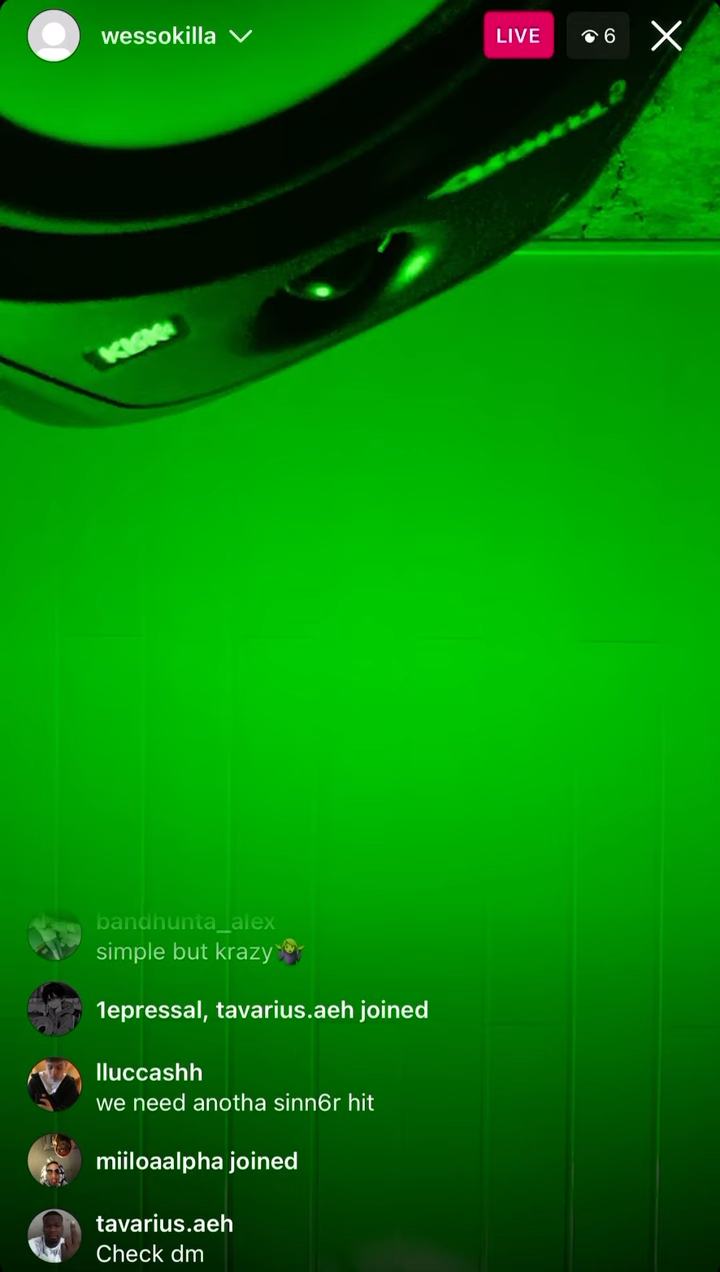 wessokilla
LIVE
6
KRK
bandhunta_alex
simple but krazy🤷‍♀️
1epressal, tavarius.aeh joined
lluccashh
we need anotha sinn6r hit
miiloaalpha joined
tavarius.aeh
Check dm